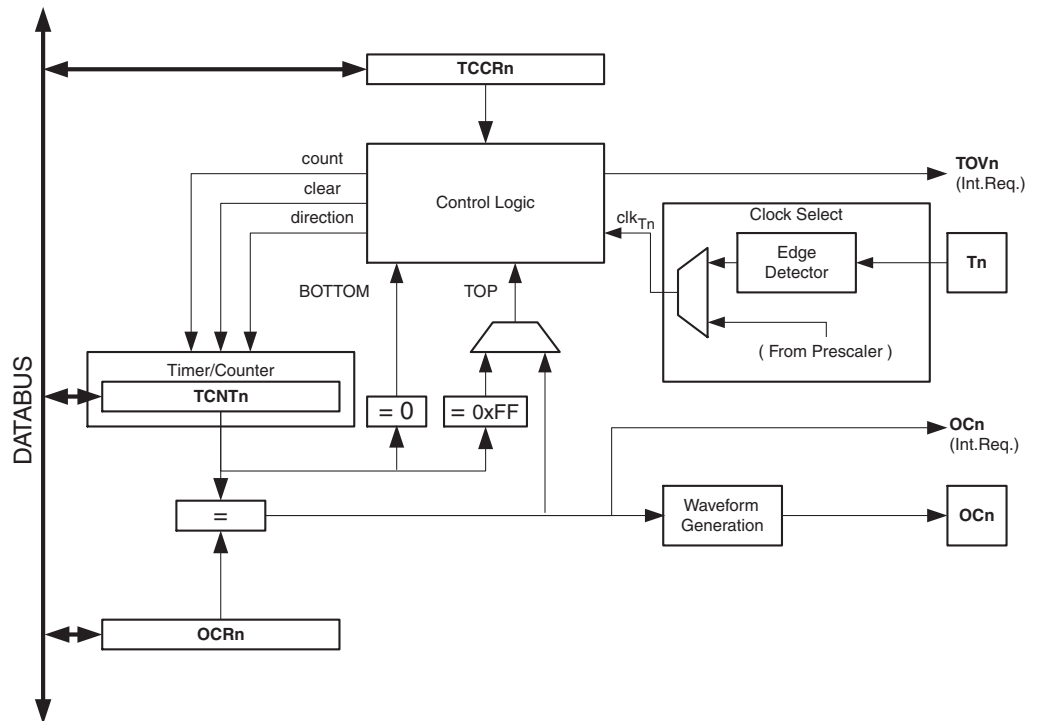 TCCRn
count
clear
direction
Control Logic
TOVn
(Int.Req.)
clkTn
Clock Select
Edge
Detector
Tn
( From Prescaler )
BOTTOM
TOP
DATABUS
Timer/Counter
TCNTn
= 0
= 0xFF
OCn
(Int.Req.)
=
Waveform
Generation
OCn
OCRn